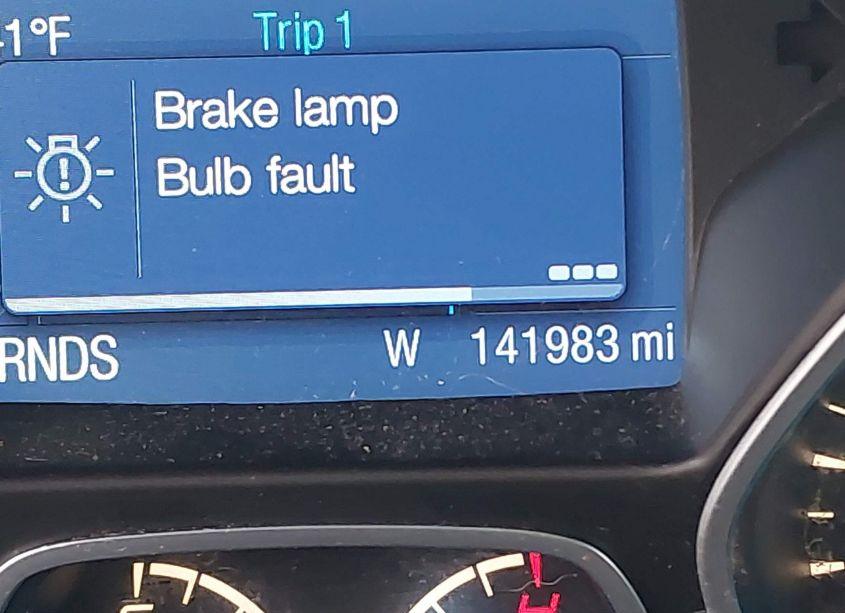 1°F Trip 1
Brake lamp
Bulb fault
RNDS W 141983 mi